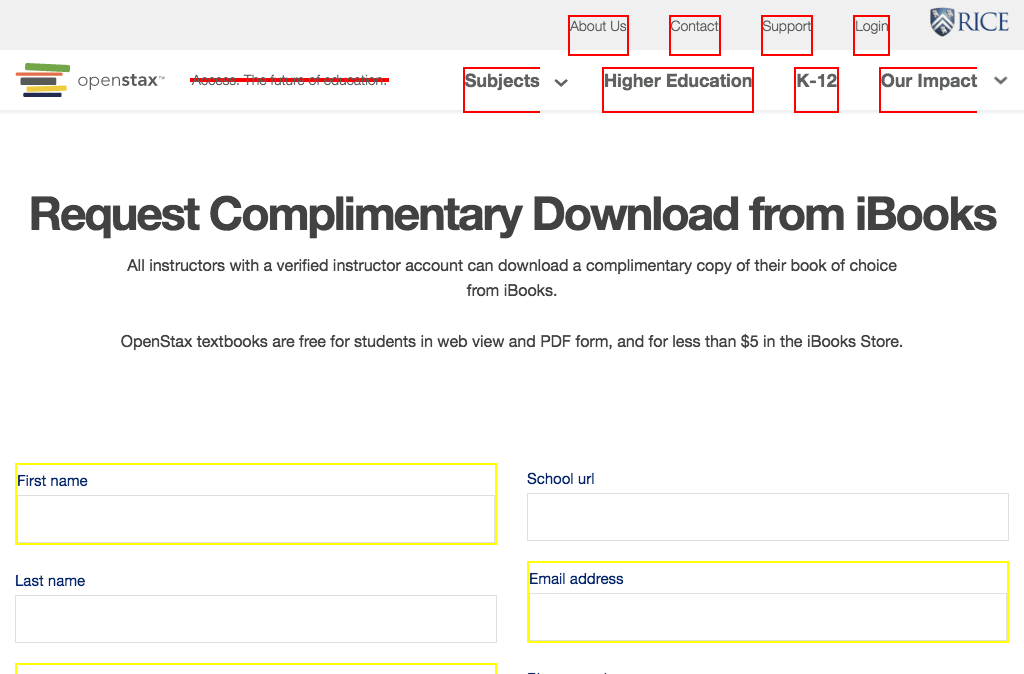 About Us Contact Support Login RICE
openstax™ Access. The future of education. Subjects Higher Education K-12 Our Impact
Request Complimentary Download from iBooks
All instructors with a verified instructor account can download a complimentary copy of their book of choice
from iBooks.
OpenStax textbooks are free for students in web view and PDF form, and for less than $5 in the iBooks Store.
First name
School url
Last name
Email address